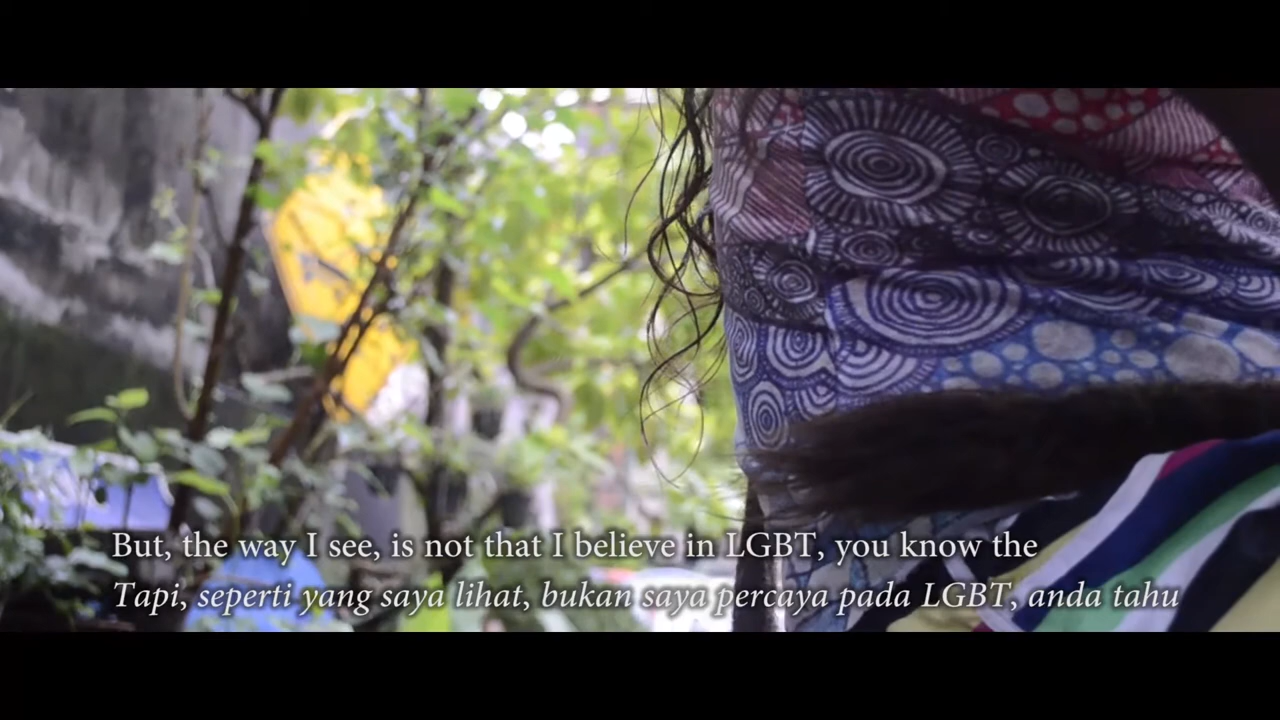 But, the way I see, is not that I believe in LGBT, you know the
Tapi, seperti yang saya lihat, bukan saya percaya pada LGBT, anda tahu